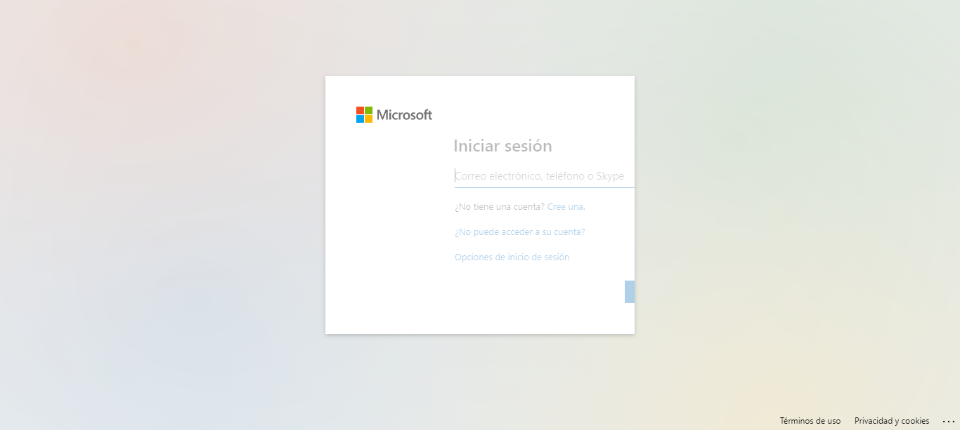 Microsoft
Iniciar sesión
Correo electrónico, teléfono o Skype
¿No tiene una cuenta? Cree una.
¿No puede acceder a su cuenta?
Opciones de inicio de sesión
Términos de uso Privacidad y cookies ...